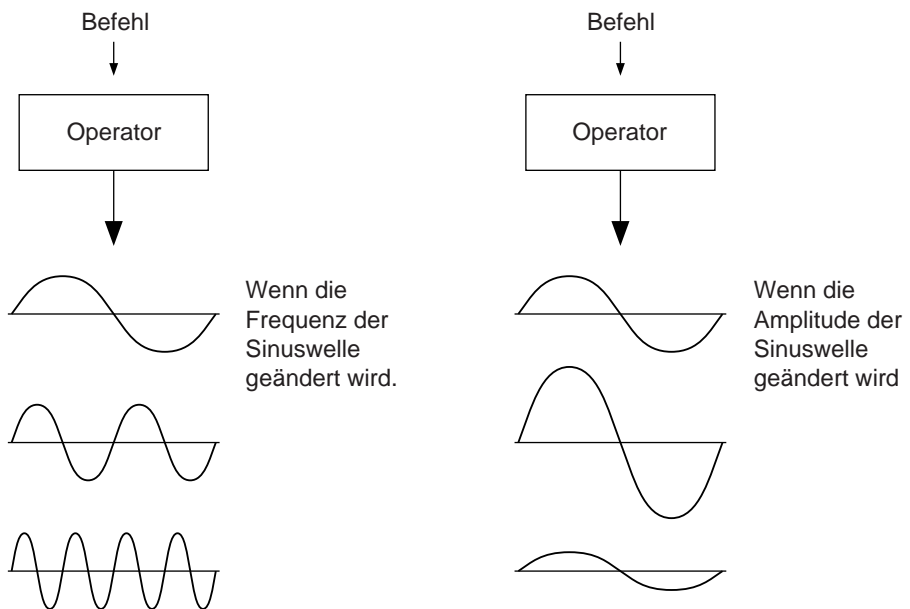 Befehl
Operator
Wenn die
Frequenz der
Sinuswelle
geändert wird.
Befehl
Operator
Wenn die
Amplitude der
Sinuswelle
geändert wird